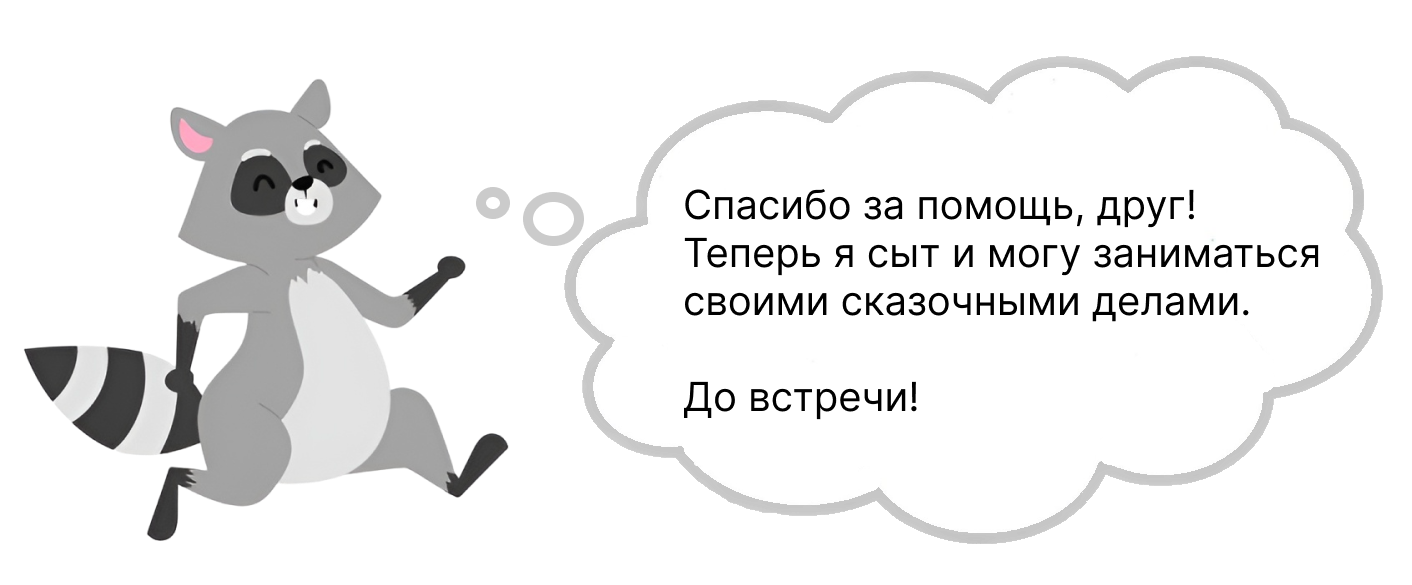 Спасибо за помощь, друг!
Теперь я сыт и могу заниматься
своими сказочными делами.
До встречи!